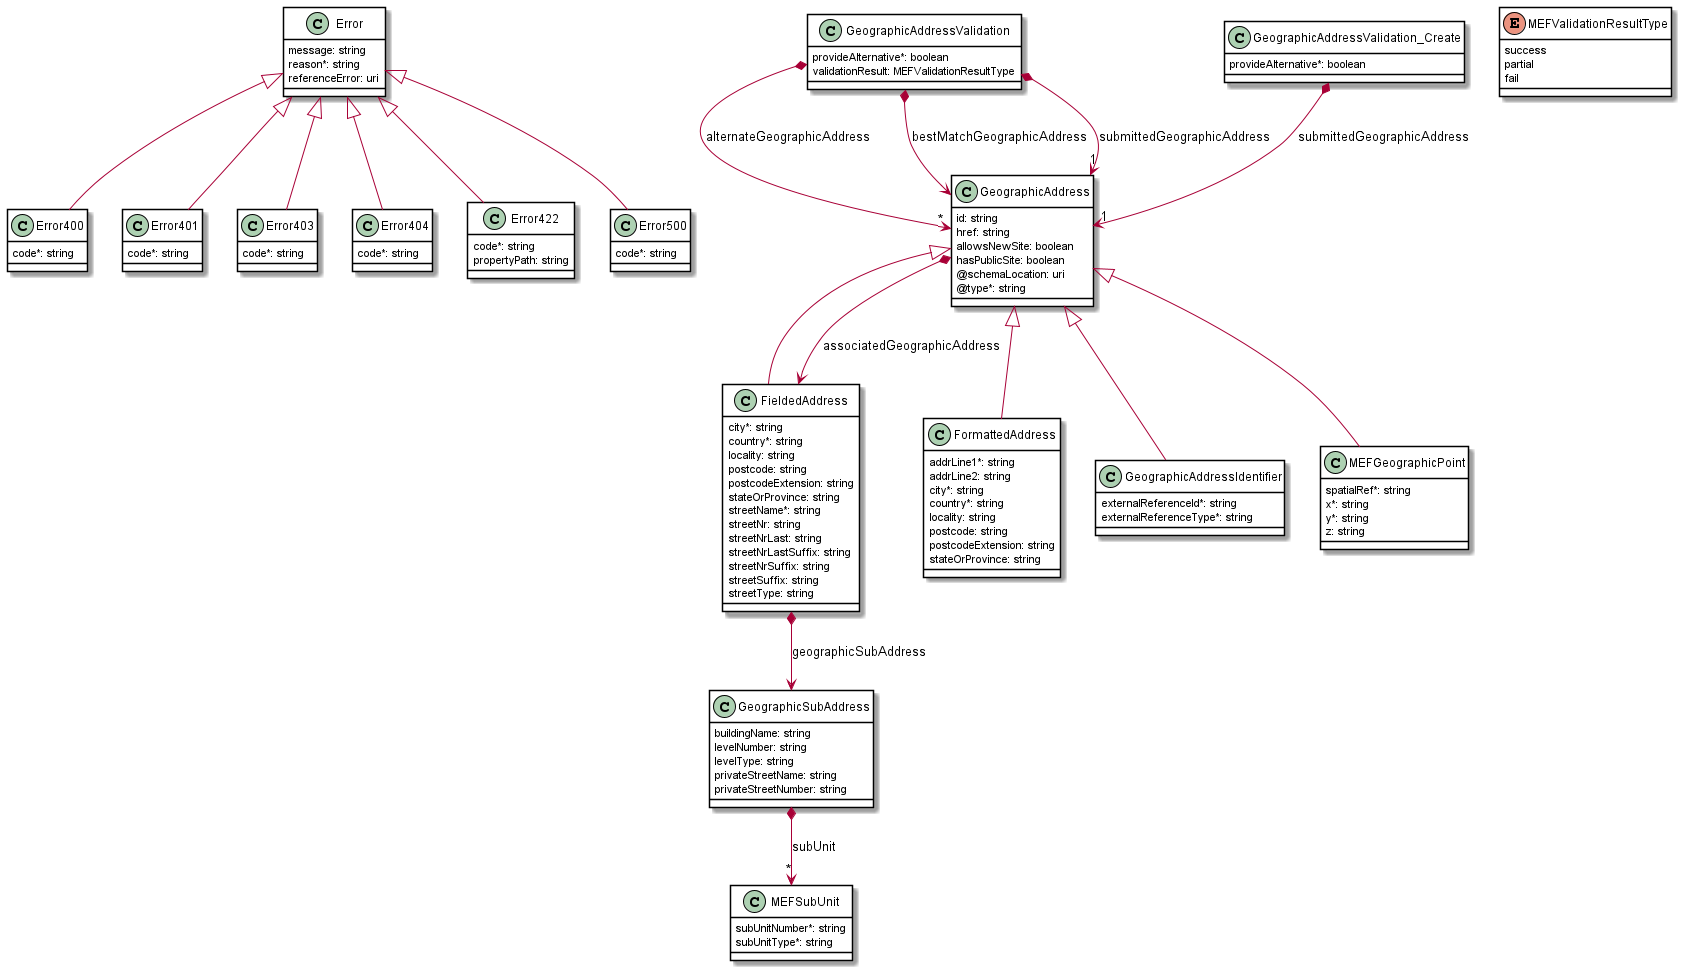 C Error
message: string
reason*: string
referenceError: uri
C GeographicAddressValidation
provideAlternative*: boolean
validationResult: MEFValidationResultType
C GeographicAddressValidation_Create
provideAlternative*: boolean
E MEFValidationResultType
success
partial
fail
alternateGeographicAddress
bestMatchGeographicAddress
submittedGeographicAddress
submittedGeographicAddress
1
*
1
C Error400
code*: string
C Error401
code*: string
C Error403
code*: string
C Error404
code*: string
C Error422
code*: string
propertyPath: string
C Error500
code*: string
C GeographicAddress
id: string
href: string
allowsNewSite: boolean
hasPublicSite: boolean
@schemaLocation: uri
@type*: string
associatedGeographicAddress
C FieldedAddress
city*: string
country*: string
locality: string
postcode: string
postcodeExtension: string
stateOrProvince: string
streetName*: string
streetNr: string
streetNrLast: string
streetNrLastSuffix: string
streetNrSuffix: string
streetSuffix: string
streetType: string
C FormattedAddress
addrLine1*: string
addrLine2: string
city*: string
country*: string
locality: string
postcode: string
postcodeExtension: string
stateOrProvince: string
C GeographicAddressIdentifier
externalReferenceId*: string
externalReferenceType*: string
C MEFGeographicPoint
spatialRef*: string
x*: string
y*: string
z: string
geographicSubAddress
C GeographicSubAddress
buildingName: string
levelNumber: string
levelType: string
privateStreetName: string
privateStreetNumber: string
subUnit
*
C MEFSubUnit
subUnitNumber*: string
subUnitType*: string